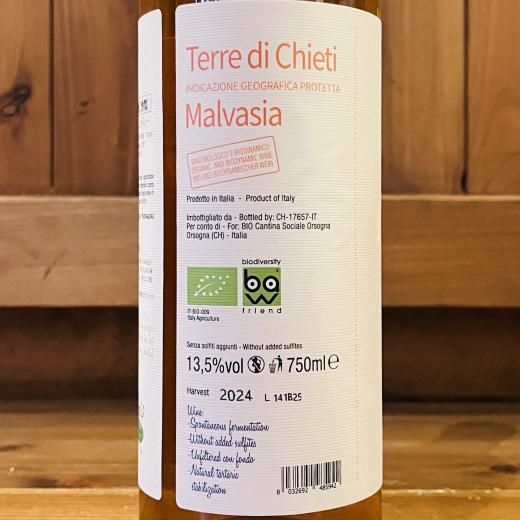 Terre di Chieti
INDICAZIONE GEOGRAFICA PROTETTA
Malvasia
VINO BIOLOGICO E BIODINAMICO
ORGANIC AND BIODYNAMIC WINE
BIO UND BIODYNAMISCHER WEIN
Prodotto in Italia - Product of Italy
Imbottigliato da - Bottled by: CH-17657-IT
Per conto di - For: BIO Cantina Sociale Orsogna
Orsogna (CH) - Italia
biodiversity
baw
friend
IT-BIO-009
Italy Agriculture
Senza solfiti aggiunti - Without added sulfites
13,5%vol 750ml e
Harvest 2024 L 141B25
Wine:
-Spontaneous fermentation
-Without added sulfites
-Unfiltered con fondo
-Natural tartaric
stabilization
8 032692 485942